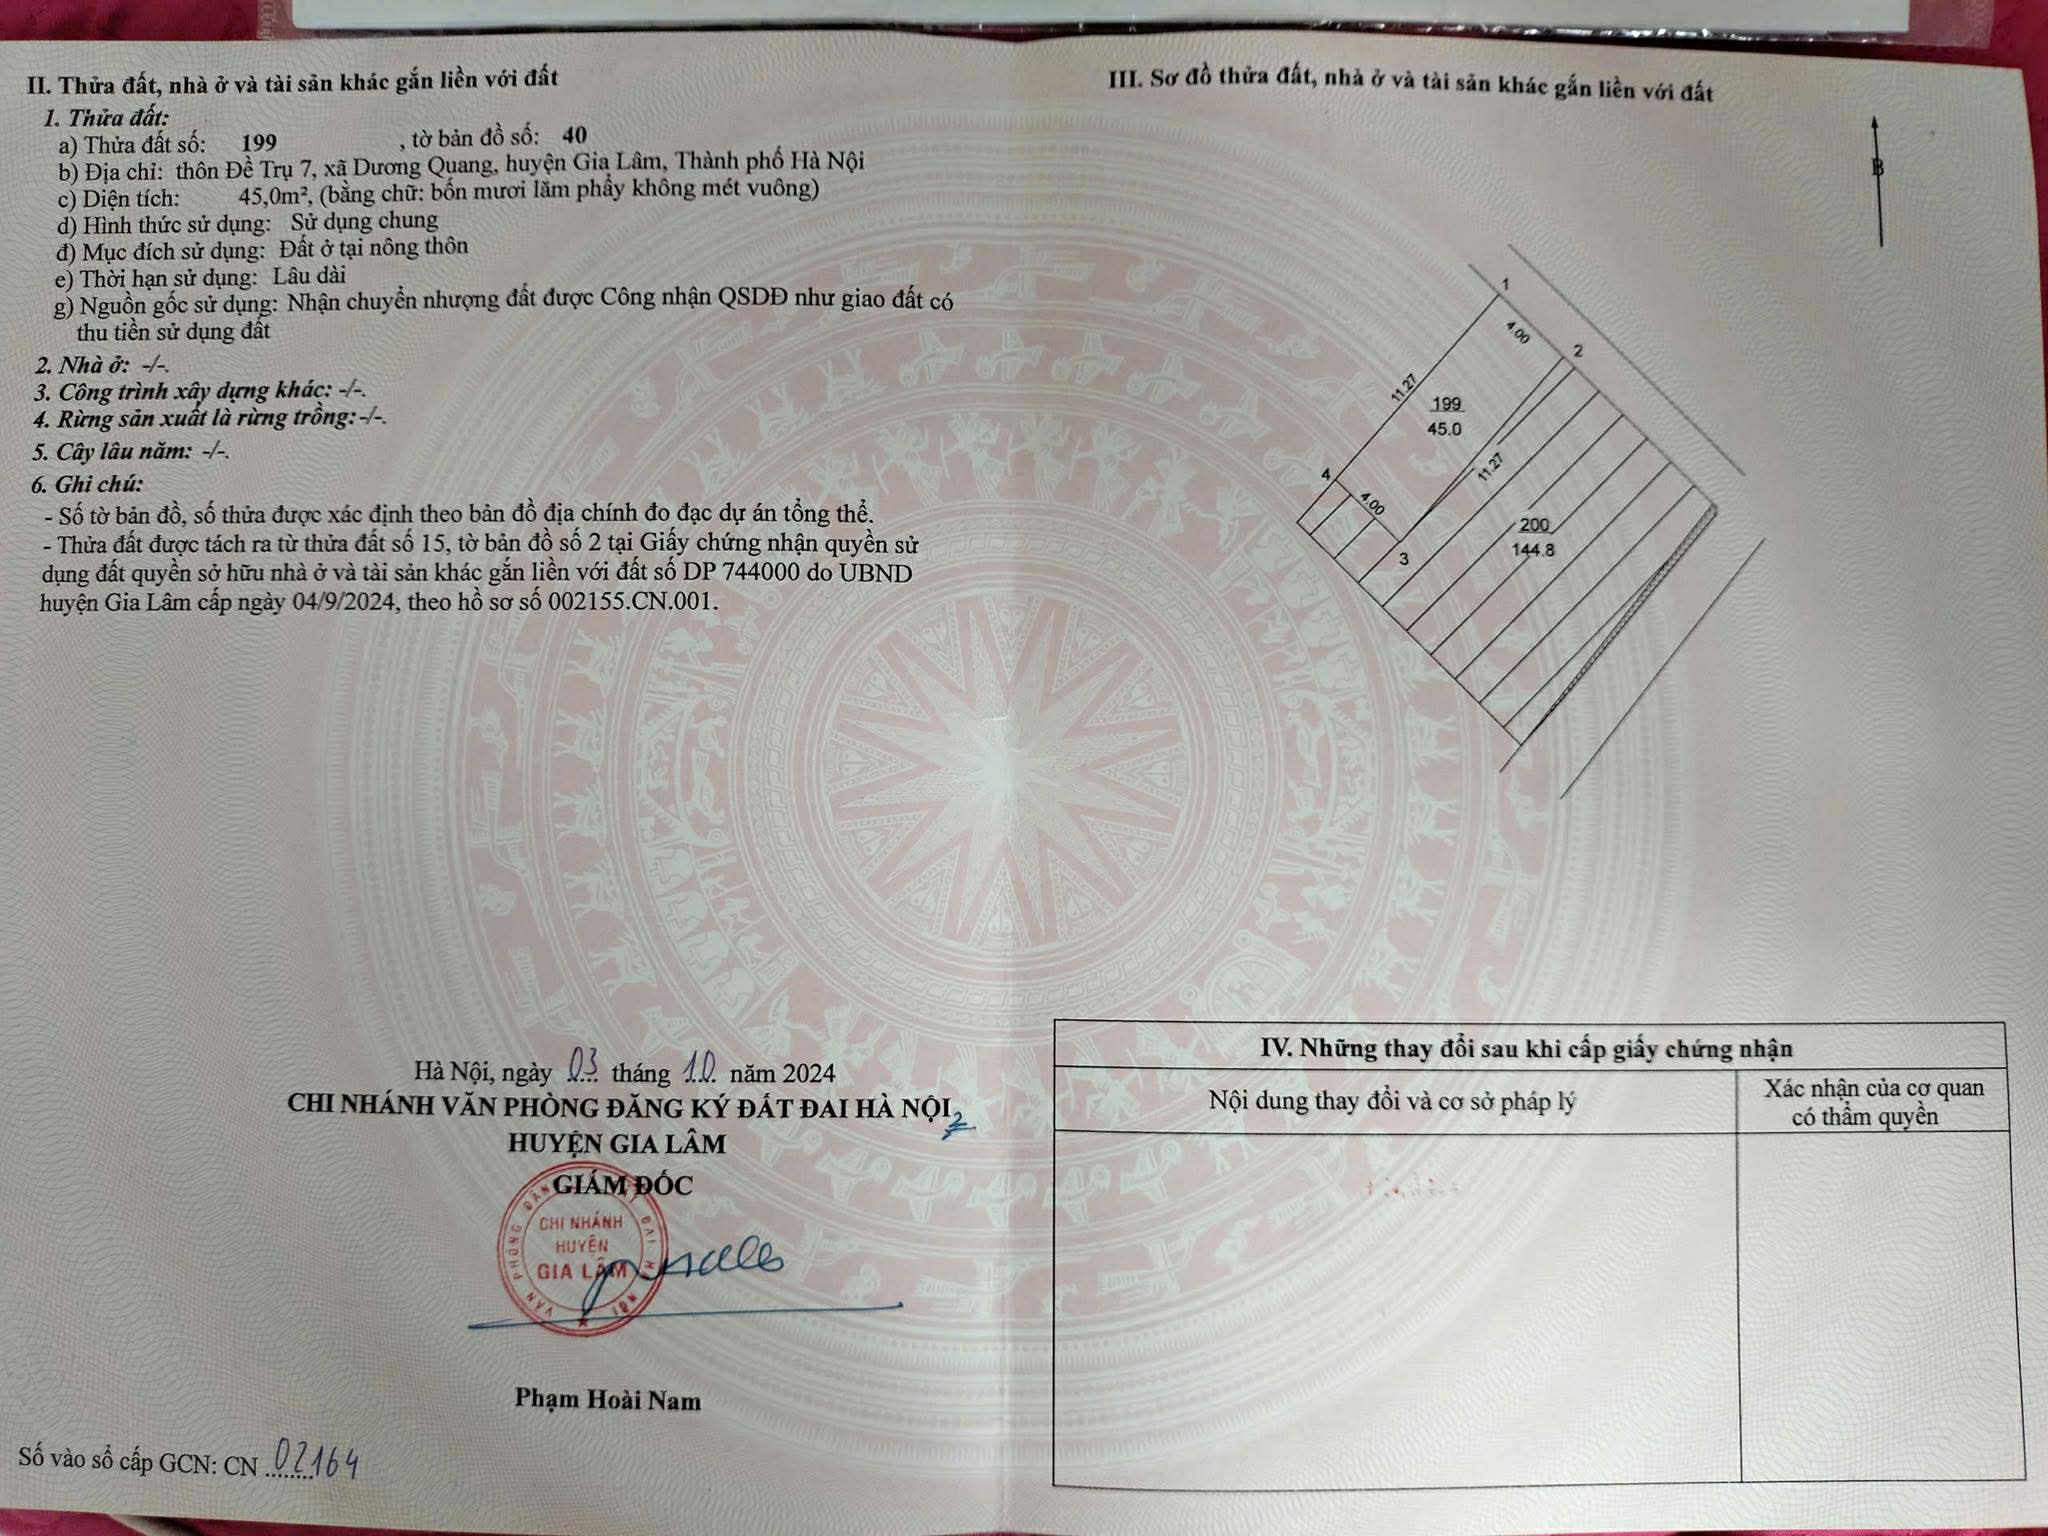 II. Thửa đất, nhà ở và tài sản khác gắn liền với đất
1. Thửa đất:
a) Thửa đất số: 199 , tờ bản đồ số: 40
b) Địa chỉ: thôn Đề Trụ 7, xã Dương Quang, huyện Gia Lâm, Thành phố Hà Nội
c) Diện tích: 45,0m², (bằng chữ: bốn mươi lăm phẩy không mét vuông)
d) Hình thức sử dụng: Sử dụng chung
đ) Mục đích sử dụng: Đất ở tại nông thôn
e) Thời hạn sử dụng: Lâu dài
g) Nguồn gốc sử dụng: Nhận chuyển nhượng đất được Công nhận QSDĐ như giao đất có
thu tiền sử dụng đất
2. Nhà ở: -/-.
3. Công trình xây dựng khác: -/-.
4. Rừng sản xuất là rừng trồng: -/-.
5. Cây lâu năm: -/-.
6. Ghi chú:
- Số tờ bản đồ, số thửa được xác định theo bản đồ địa chính đo đạc dự án tổng thể.
- Thửa đất được tách ra từ thửa đất số 15, tờ bản đồ số 2 tại Giấy chứng nhận quyền sử
dụng đất quyền sở hữu nhà ở và tài sản khác gắn liền với đất số DP 744000 do UBND
huyện Gia Lâm cấp ngày 04/9/2024, theo hồ sơ số 002155.CN.001.
Hà Nội, ngày 03 tháng 10 năm 2024
CHI NHÁNH VĂN PHÒNG ĐĂNG KÝ ĐẤT ĐAI HÀ NỘI
HUYỆN GIA LÂM
GIÁM ĐỐC
CHI NHÁNH
HUYỆN
GIA LÂM
Phạm Hoài Nam
Số vào sổ cấp GCN: CN 02164
III. Sơ đồ thửa đất, nhà ở và tài sản khác gắn liền với đất
B
1
4.00
2
11.27
199
45.0
11.27
4
4.00
3
200
144.8
IV. Những thay đổi sau khi cấp giấy chứng nhận
Nội dung thay đổi và cơ sở pháp lý
Xác nhận của cơ quan
có thẩm quyền